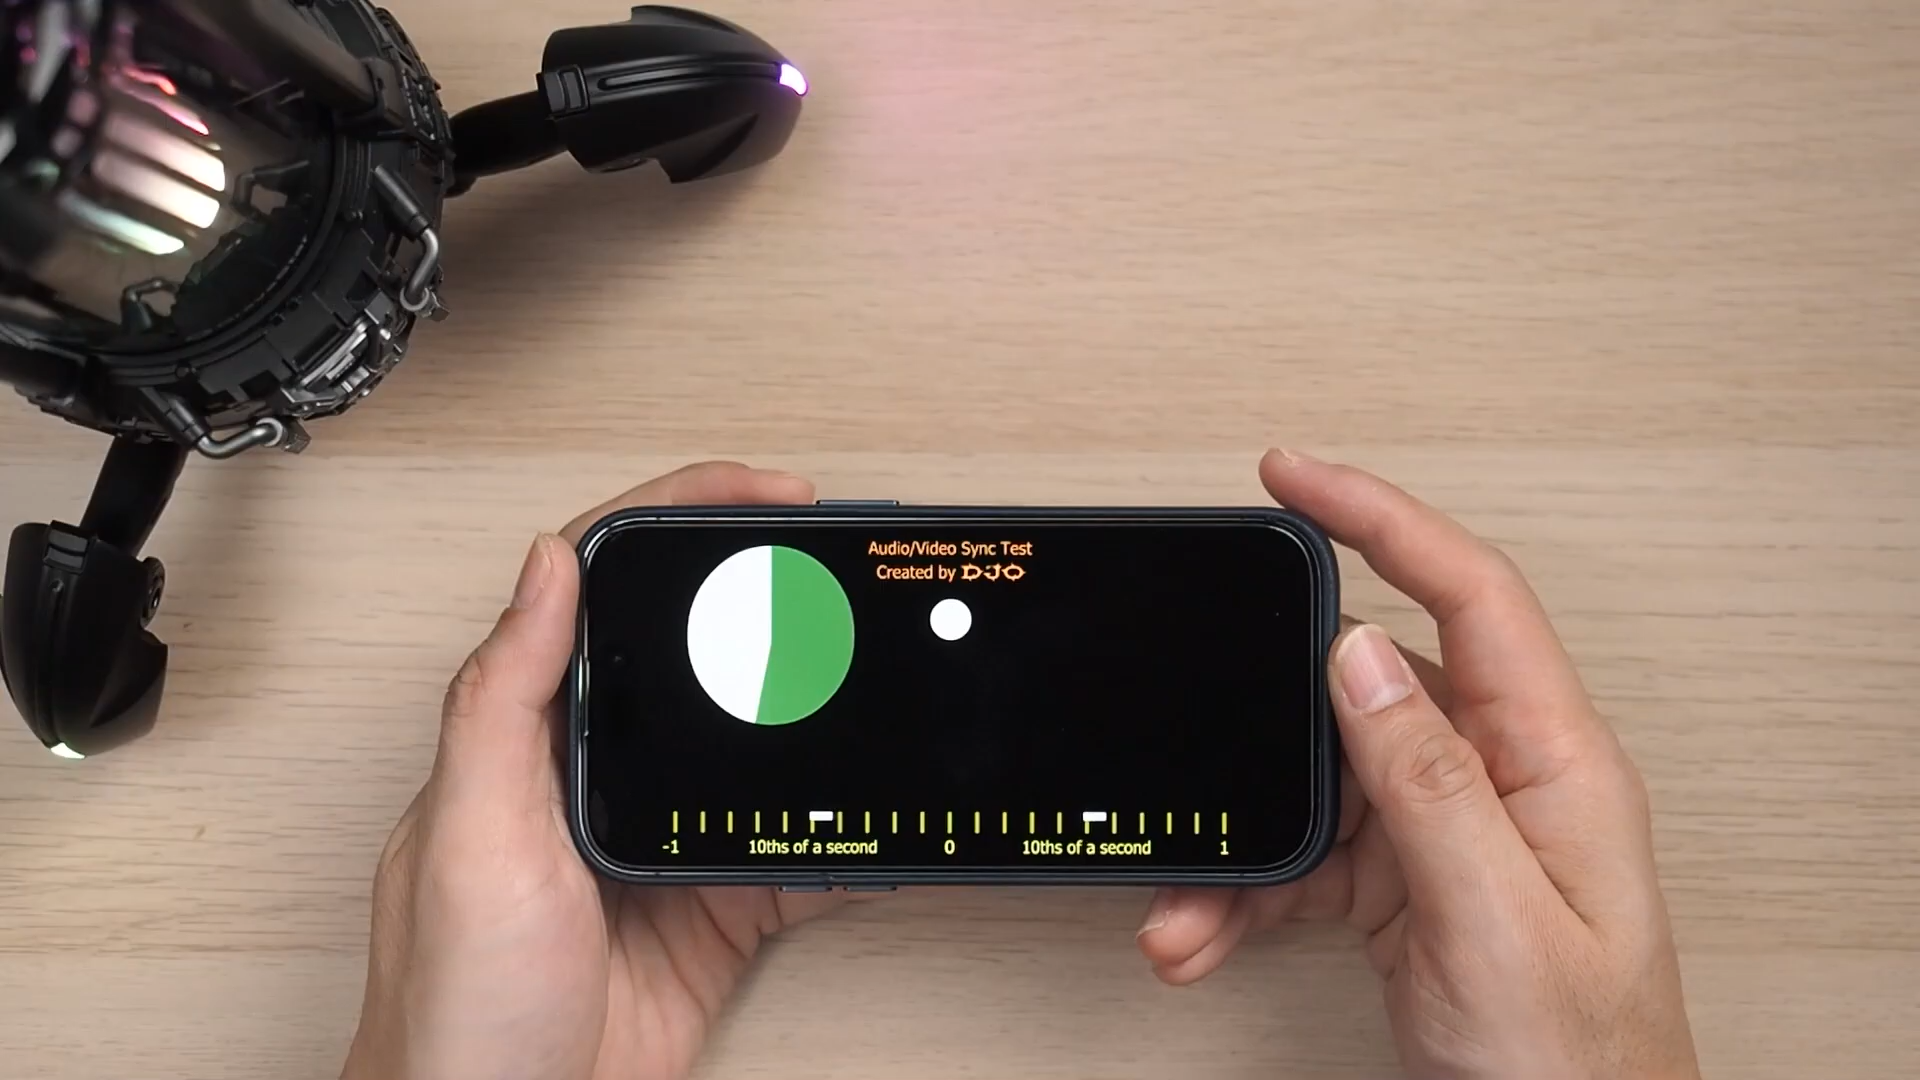 Audio/Video Sync Test
Created by DJO
-1 10ths of a second 0 10ths of a second 1